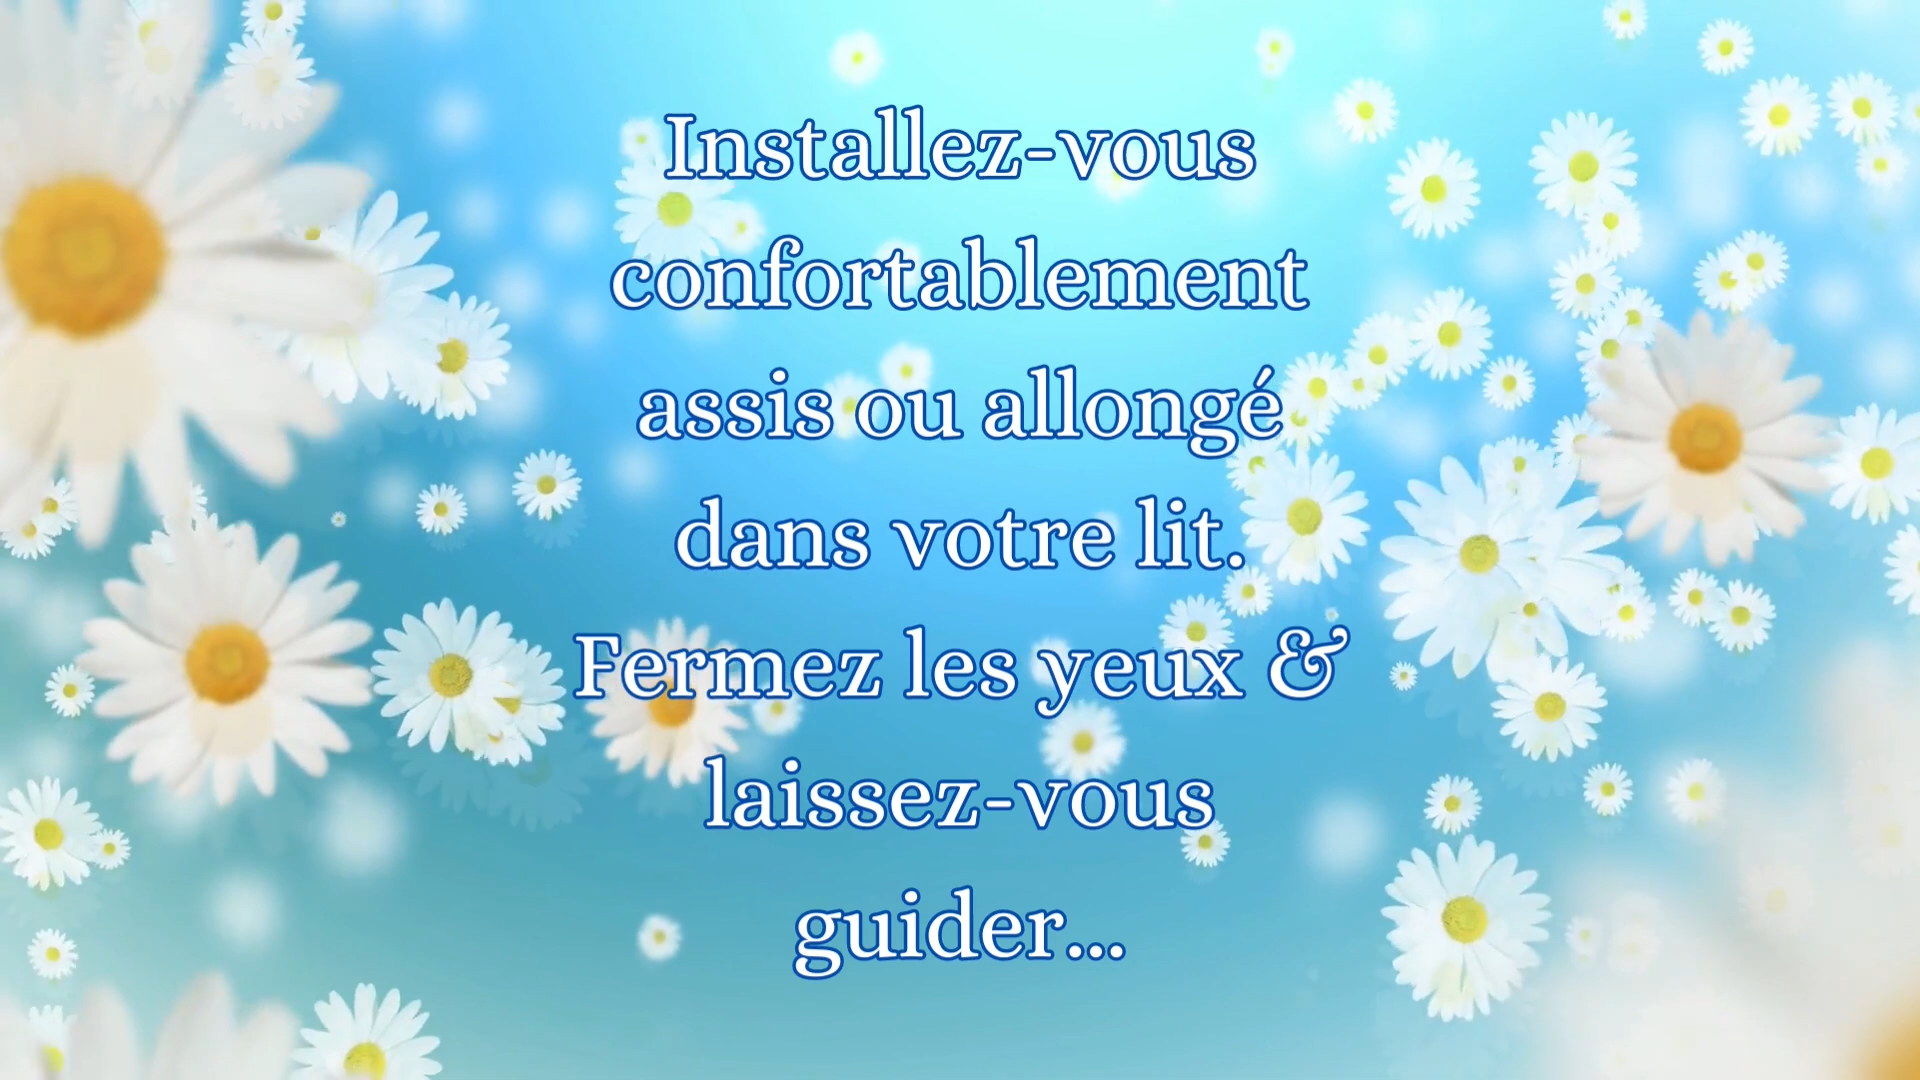 Installez-vous
confortablement
assis ou allongé
dans votre lit.
Fermez les yeux &
laissez-vous
guider...